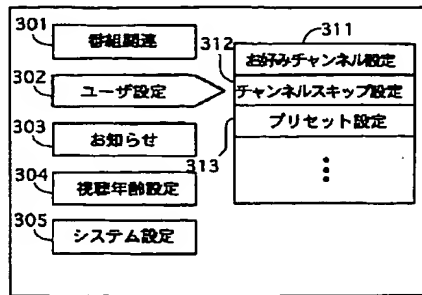 301
番組関連
302
ユーザ設定
303
お知らせ
304
視聴年齢設定
305
システム設定
311
お好みチャンネル設定
312
チャンネルスキップ設定
プリセット設定
313